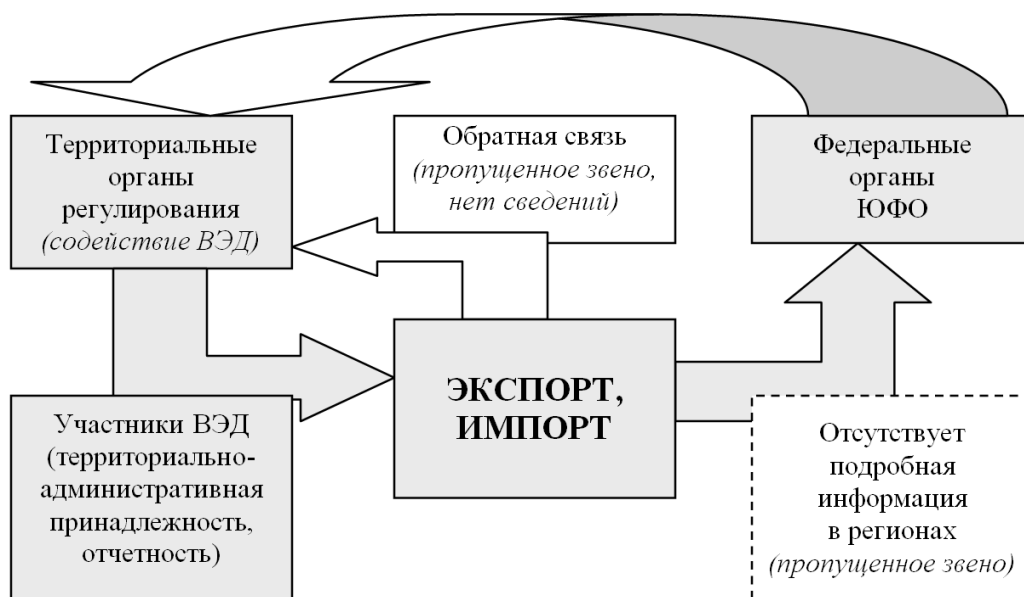 Территориальные
органы
регулирования
(содействие ВЭД)
Обратная связь
(пропущенное звено,
нет сведений)
Федеральные
органы
ЮФО
ЭКСПОРТ,
ИМПОРТ
Участники ВЭД
(территориально-
административная
принадлежность,
отчетность)
Отсутствует
подробная
информация
в регионах
(пропущенное звено)